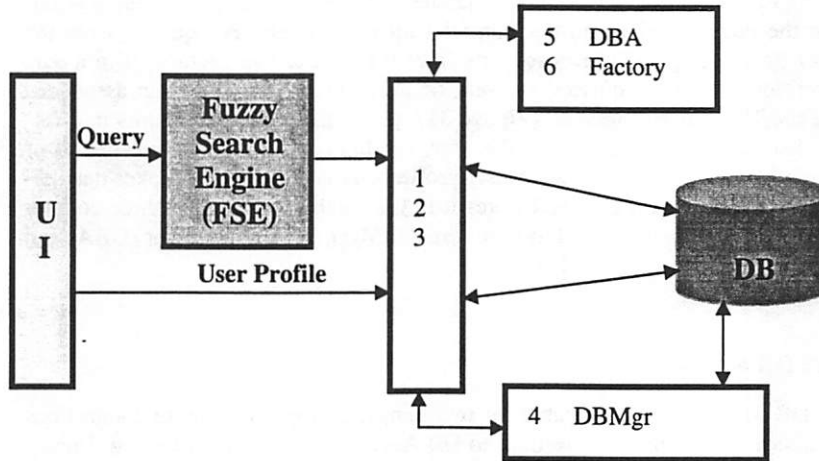 5 DBA
6 Factory
Fuzzy
Search
Engine
(FSE)
Query
U
I
1
2
3
User Profile
DB
4 DBMgr